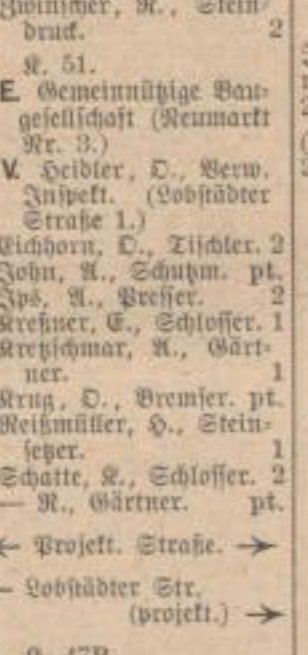 Zwinscher, R., Stein-
druck. 2
K. 51.
E. Gemeinnützige Bau-
gesellschaft (Neumarkt
Nr. 3.)
V. Heidler, O., Verw.
Inspekt. (Lobstädter
Straße 1.)
Eichhorn, O., Tischler. 2
John, A., Schutzm. pt.
Ips, A., Presser. 2
Kreßner, E., Schlosser. 1
Kretzschmar, A., Gärt-
ner. 1
Krug, O., Bremser. pt.
Reißmüller, H., Stein-
setzer. 1
Schatte, K., Schlosser. 2
— R., Gärtner. pt.
← Projekt. Straße. →
— Lobstädter Str.
(projekt.) →